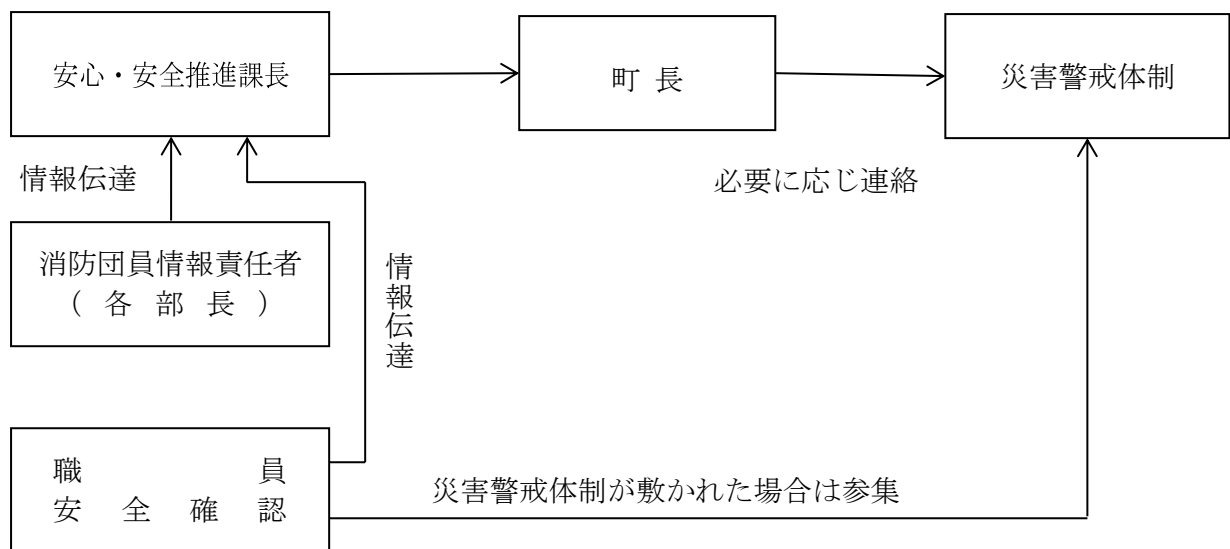 安心・安全推進課長
町 長
災害警戒体制
情報伝達
必要に応じ連絡
消防団員情報責任者
( 各 部 長 )
情報伝達
職 員
安 全 確 認
災害警戒体制が敷かれた場合は参集